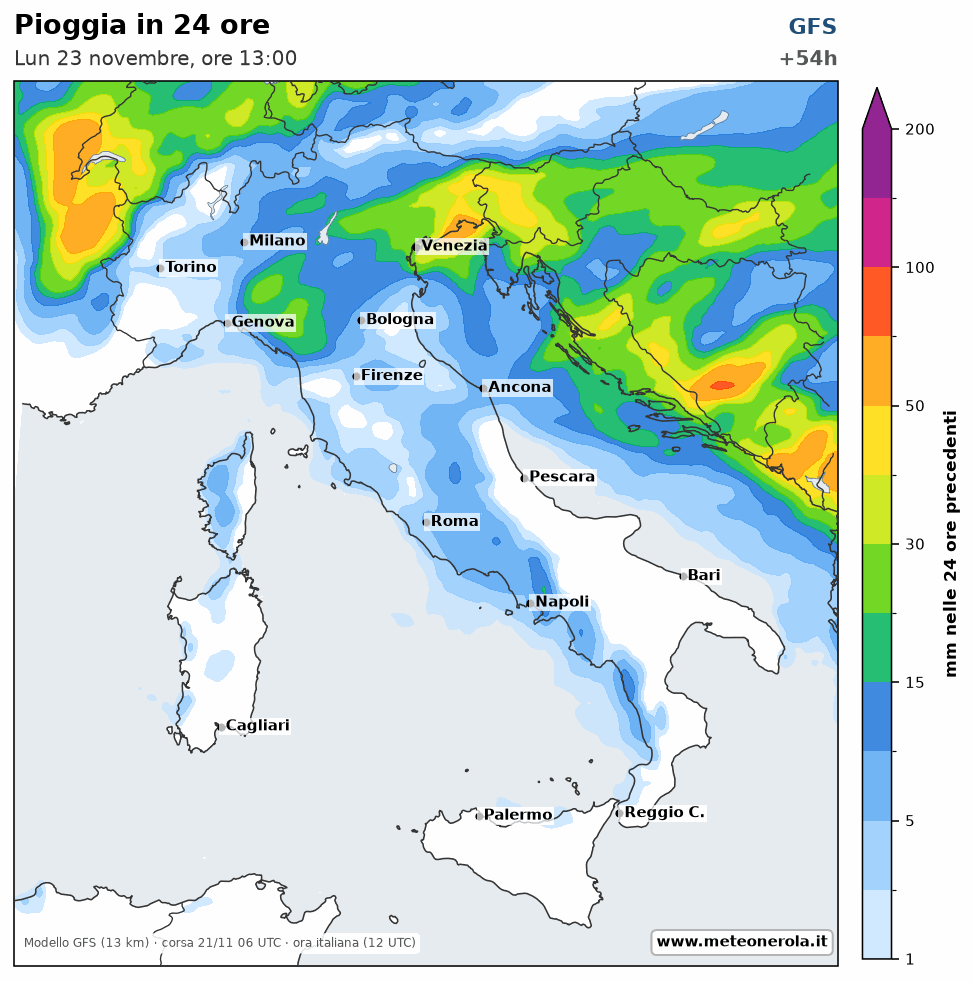 Pioggia in 24 ore
GFS
Lun 23 novembre, ore 13:00
+54h
200
100
50
30
15
5
1
mm nelle 24 ore precedenti
Milano
Venezia
Torino
Genova
Bologna
Firenze
Ancona
Pescara
Roma
Bari
Napoli
Cagliari
Palermo
Reggio C.
Modello GFS (13 km) · corsa 21/11 06 UTC · ora italiana (12 UTC)
www.meteonerola.it